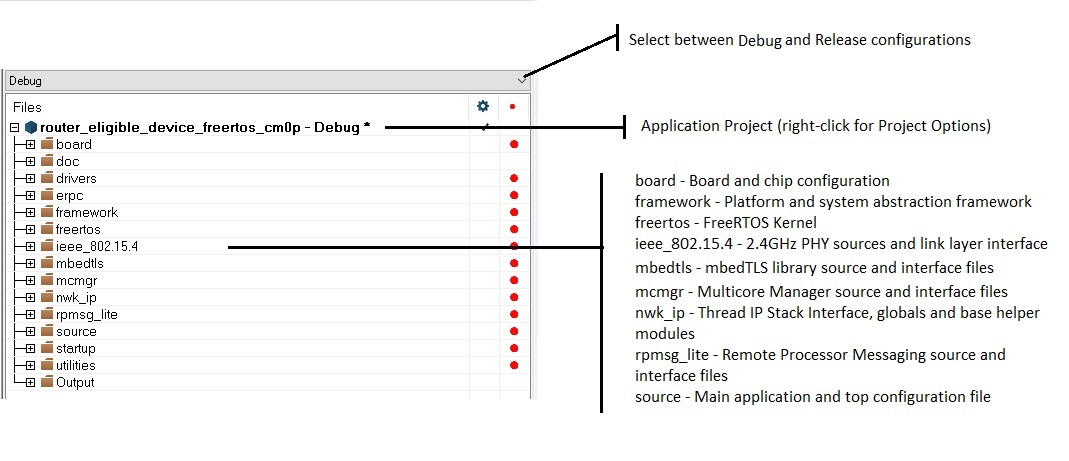 Select between Debug and Release configurations
Debug
Files
router_eligible_device_freertos_cm0p - Debug *
Application Project (right-click for Project Options)
board
doc
drivers
erpc
framework
freertos
ieee_802.15.4
mbedtls
mcmgr
nwk_ip
rpmsg_lite
source
startup
utilities
Output
board - Board and chip configuration
framework - Platform and system abstraction framework
freertos - FreeRTOS Kernel
ieee_802.15.4 - 2.4GHz PHY sources and link layer interface
mbedtls - mbedTLS library source and interface files
mcmgr - Multicore Manager source and interface files
nwk_ip - Thread IP Stack Interface, globals and base helper
modules
rpmsg_lite - Remote Processor Messaging source and
interface files
source - Main application and top configuration file